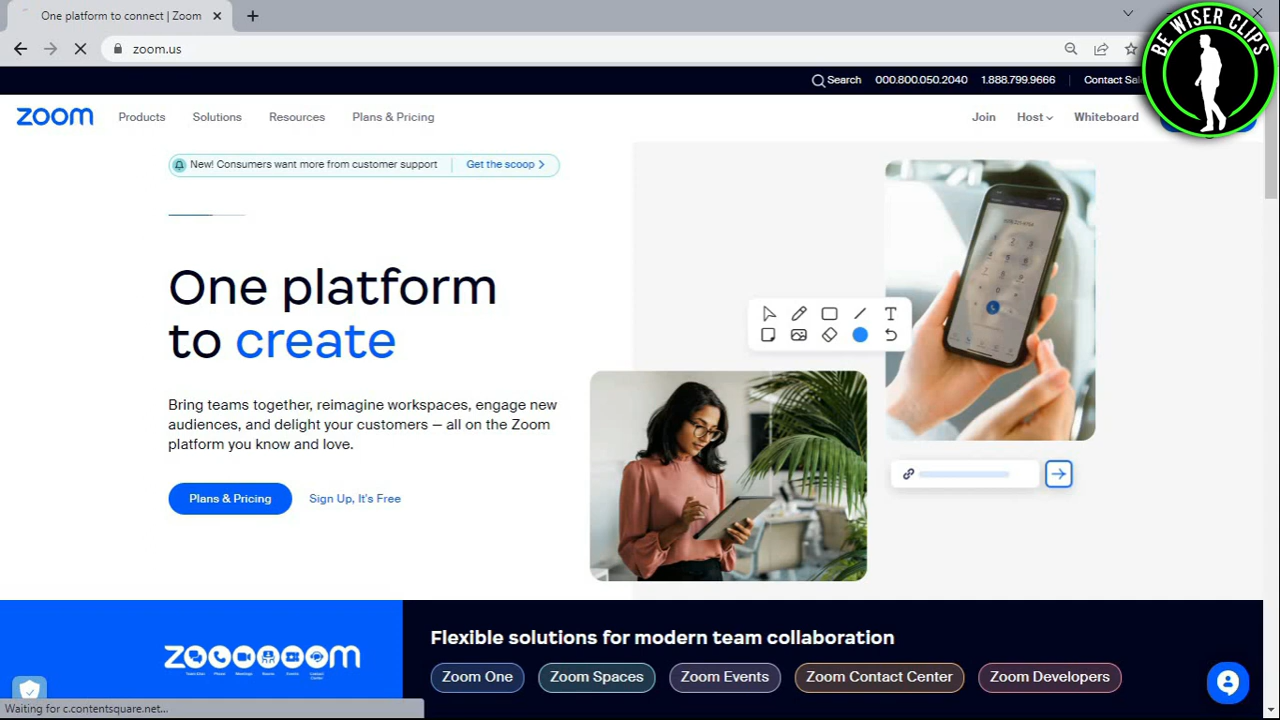 One platform to connect | Zoom
zoom.us
BE WISER CLIPS
Search 000.800.050.2040 1.888.799.9666 Contact
zoom Products Solutions Resources Plans & Pricing Join Host Whiteboard
New! Consumers want more from customer support Get the scoop
One platform
to create
Bring teams together, reimagine workspaces, engage new
audiences, and delight your customers — all on the Zoom
platform you know and love.
Plans & Pricing Sign Up, It's Free
T
Flexible solutions for modern team collaboration
zoooooom
Zoom One Zoom Spaces Zoom Events Zoom Contact Center Zoom Developers
Waiting for c.contentsquare.net...